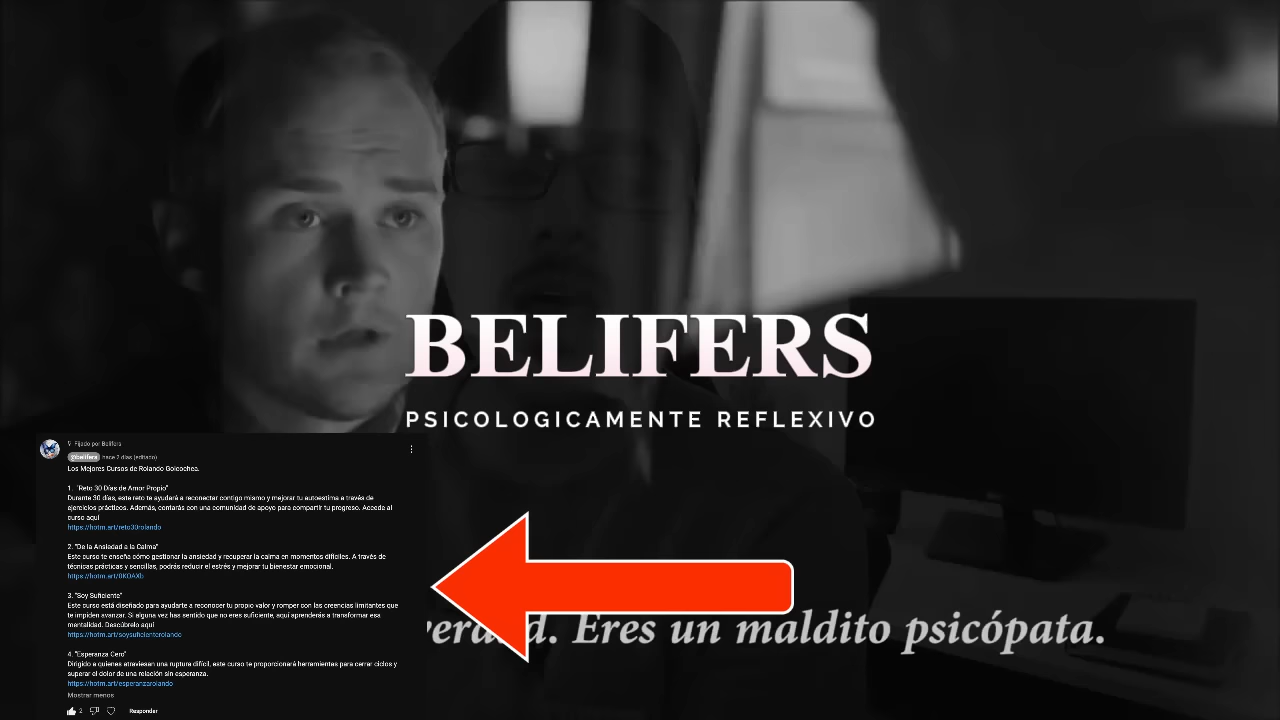 BELIFERS
PSICOLOGICAMENTE REFLEXIVO
Fijado por Belifers
@belifers hace 2 días (editado)
Los Mejores Cursos de Rolando Goicochea.
1. "Reto 30 Días de Amor Propio"
Durante 30 días, este reto te ayudará a reconectar contigo mismo y mejorar tu autoestima a través de
ejercicios prácticos. Además, contarás con una comunidad de apoyo para compartir tu progreso. Accede al
curso aquí
https://hotm.art/reto30rolando
2. "De la Ansiedad a la Calma"
Este curso te enseña cómo gestionar la ansiedad y recuperar la calma en momentos difíciles. A través de
técnicas prácticas y sencillas, podrás reducir el estrés y mejorar tu bienestar emocional.
https://hotm.art/0KOAXb
3. "Soy Suficiente"
Este curso está diseñado para ayudarte a reconocer tu propio valor y romper con las creencias limitantes que
te impiden avanzar. Si alguna vez has sentido que no eres suficiente, aquí aprenderás a transformar esa
mentalidad. Descúbrelo aquí
https://hotm.art/soysuficienterolando
4. "Esperanza Cero"
Dirigido a quienes atraviesan una ruptura difícil, este curso te proporcionará herramientas para cerrar ciclos y
superar el dolor de una relación sin esperanza.
https://hotm.art/esperanzarolando
Mostrar menos
2 Responder
Eres un maldito psicópata.